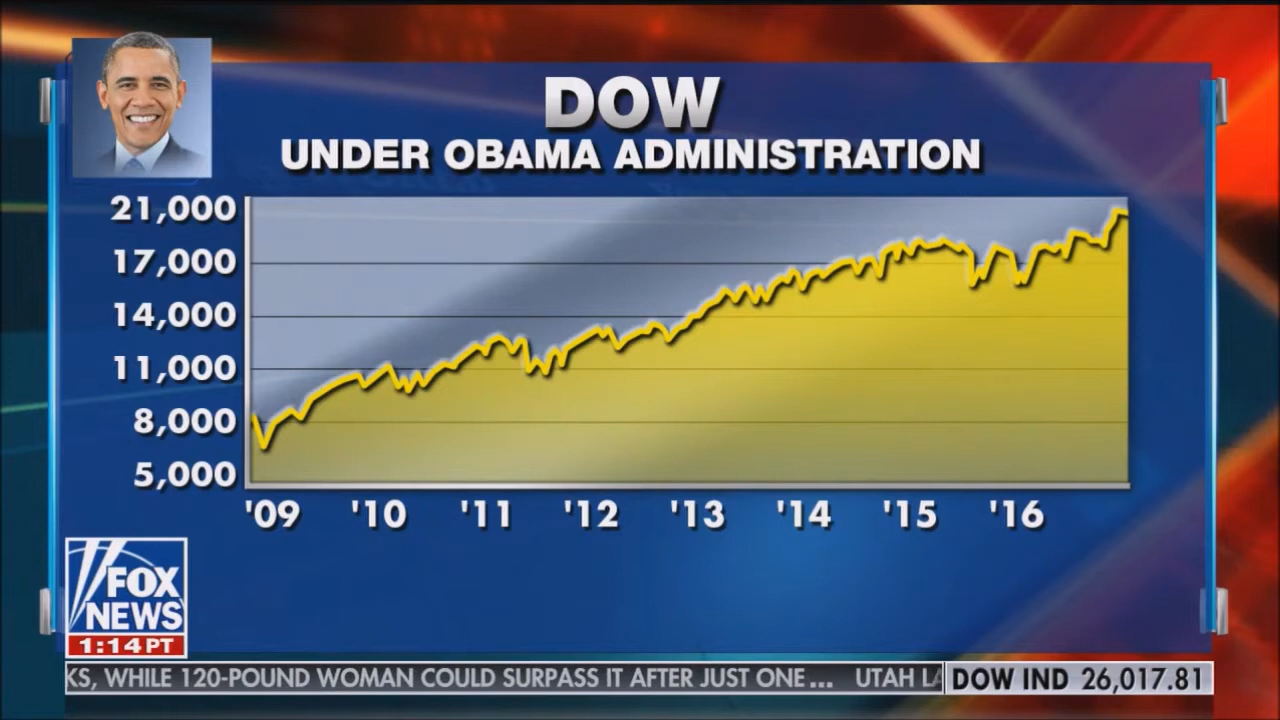 DOW
UNDER OBAMA ADMINISTRATION
21,000
17,000
14,000
11,000
8,000
5,000
'09 '10 '11 '12 '13 '14 '15 '16
FOX
NEWS
1:14 PT
KS, WHILE 120-POUND WOMAN COULD SURPASS IT AFTER JUST ONE... UTAH LA DOW IND 26,017.81